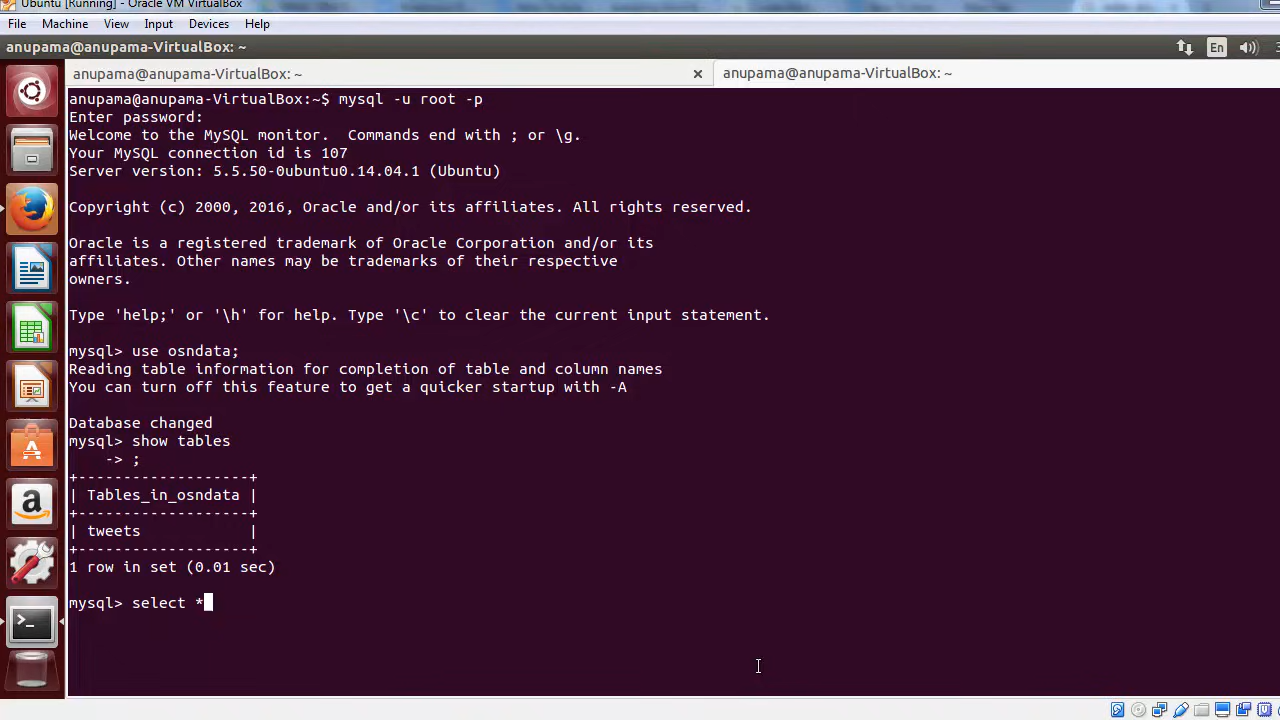 Ubuntu [Running] - Oracle VM VirtualBox
File Machine View Input Devices Help
anupama@anupama-VirtualBox: ~
En
anupama@anupama-VirtualBox: ~
anupama@anupama-VirtualBox: ~
anupama@anupama-VirtualBox:~$ mysql -u root -p
Enter password:
Welcome to the MySQL monitor.  Commands end with ; or \g.
Your MySQL connection id is 107
Server version: 5.5.50-0ubuntu0.14.04.1 (Ubuntu)
Copyright (c) 2000, 2016, Oracle and/or its affiliates. All rights reserved.
Oracle is a registered trademark of Oracle Corporation and/or its
affiliates. Other names may be trademarks of their respective
owners.
Type 'help;' or '\h' for help. Type '\c' to clear the current input statement.
mysql> use osndata;
Reading table information for completion of table and column names
You can turn off this feature to get a quicker startup with -A
Database changed
mysql> show tables
    -> ;
+-------------------+
| Tables_in_osndata |
+-------------------+
| tweets            |
+-------------------+
1 row in set (0.01 sec)
mysql> select *